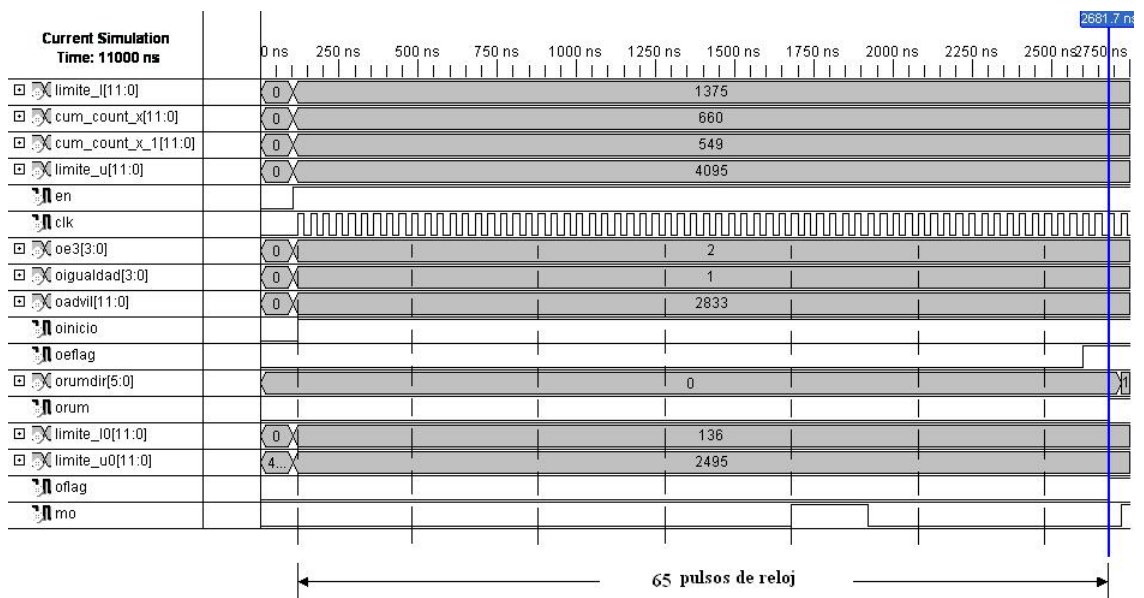 2681.7 ns
Current Simulation
Time: 11000 ns
0 ns 250 ns 500 ns 750 ns 1000 ns 1250 ns 1500 ns 1750 ns 2000 ns 2250 ns 2500 ns 2750 ns
limite_l[11:0] 0 1375
cum_count_x[11:0] 0 660
cum_count_x_1[11:0] 0 549
limite_u[11:0] 0 4095
en
clk
oe3[3:0] 0 2
oigualdad[3:0] 0 1
oadvil[11:0] 0 2833
oinicio
oeflag
orumdir[5:0] 0 1
orum
limite_l0[11:0] 0 136
limite_u0[11:0] 4... 2495
oflag
mo
65 pulsos de reloj